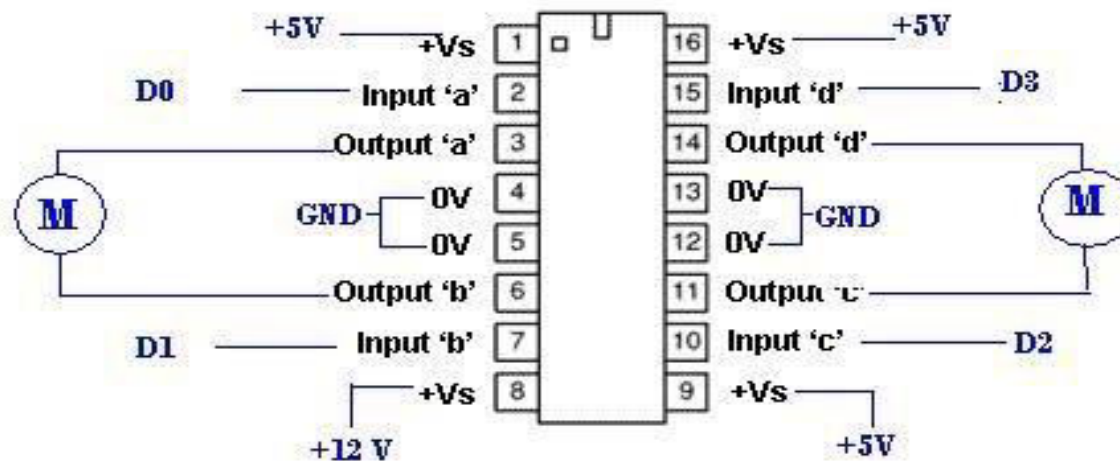 +5V +Vs 1 16 +Vs +5V
D0 Input ‘a’ 2 15 Input ‘d’ D3
Output ‘a’ 3 14 Output ‘d’
M GND 0V 4 13 0V GND M
0V 5 12 0V
Output ‘b’ 6 11 Output ‘c’
D1 Input ‘b’ 7 10 Input ‘c’ D2
+Vs 8 9 +Vs
+12 V +5V